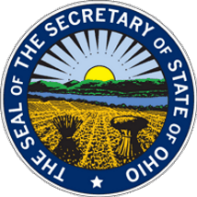 THE SEAL OF THE SECRETARY OF STATE OF OHIO